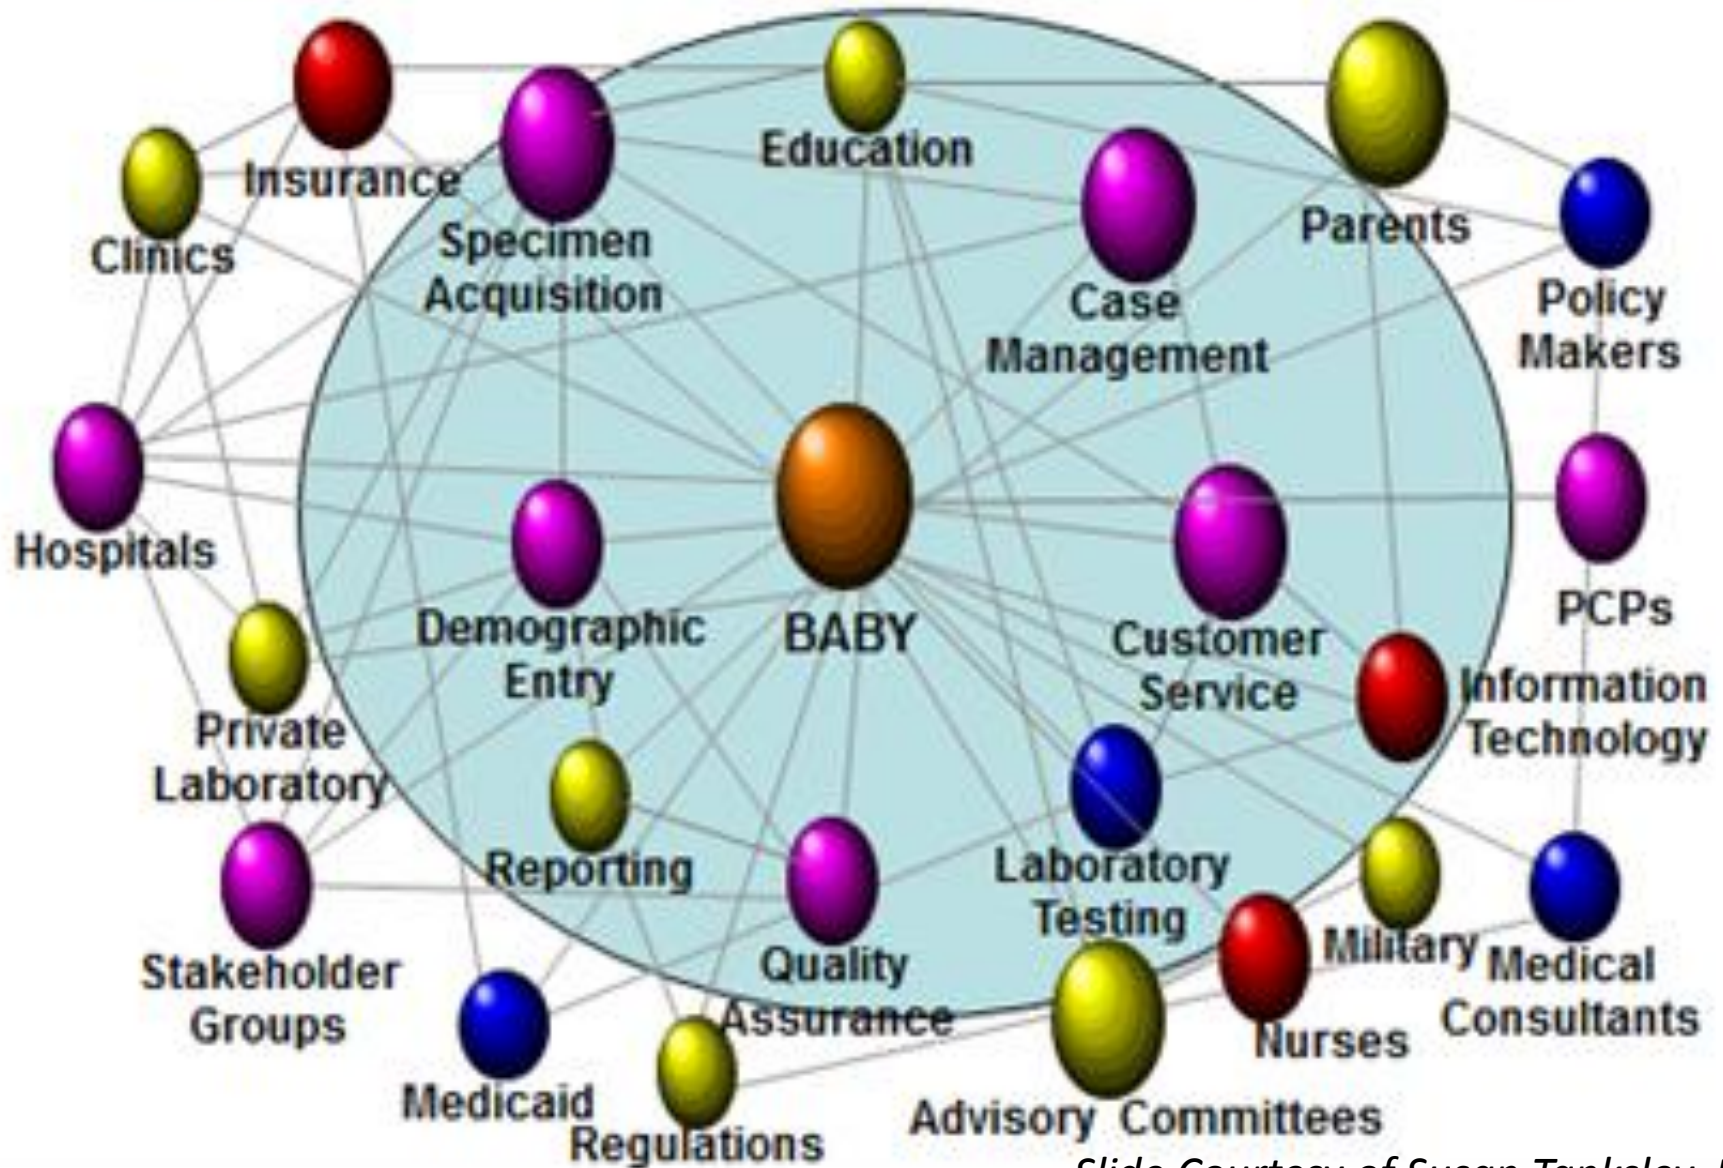 Education
Insurance
Clinics
Specimen
Acquisition
Parents
Case
Management
Policy
Makers
Hospitals
Demographic
Entry
BABY
Customer
Service
PCPs
Information
Technology
Private
Laboratory
Reporting
Laboratory
Testing
Quality
Assurance
Stakeholder
Groups
Military
Medical
Consultants
Nurses
Medicaid
Regulations
Advisory Committees
Slide Courtesy of Susan Tanksley,